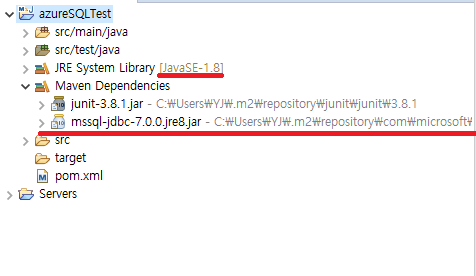 azureSQLTest
src/main/java
src/test/java
JRE System Library [JavaSE-1.8]
Maven Dependencies
junit-3.8.1.jar - C:₩Users₩YJ₩.m2₩repository₩junit₩junit₩3.8.1
mssql-jdbc-7.0.0.jre8.jar - C:₩Users₩YJ₩.m2₩repository₩com₩microsoft₩
src
target
pom.xml
Servers